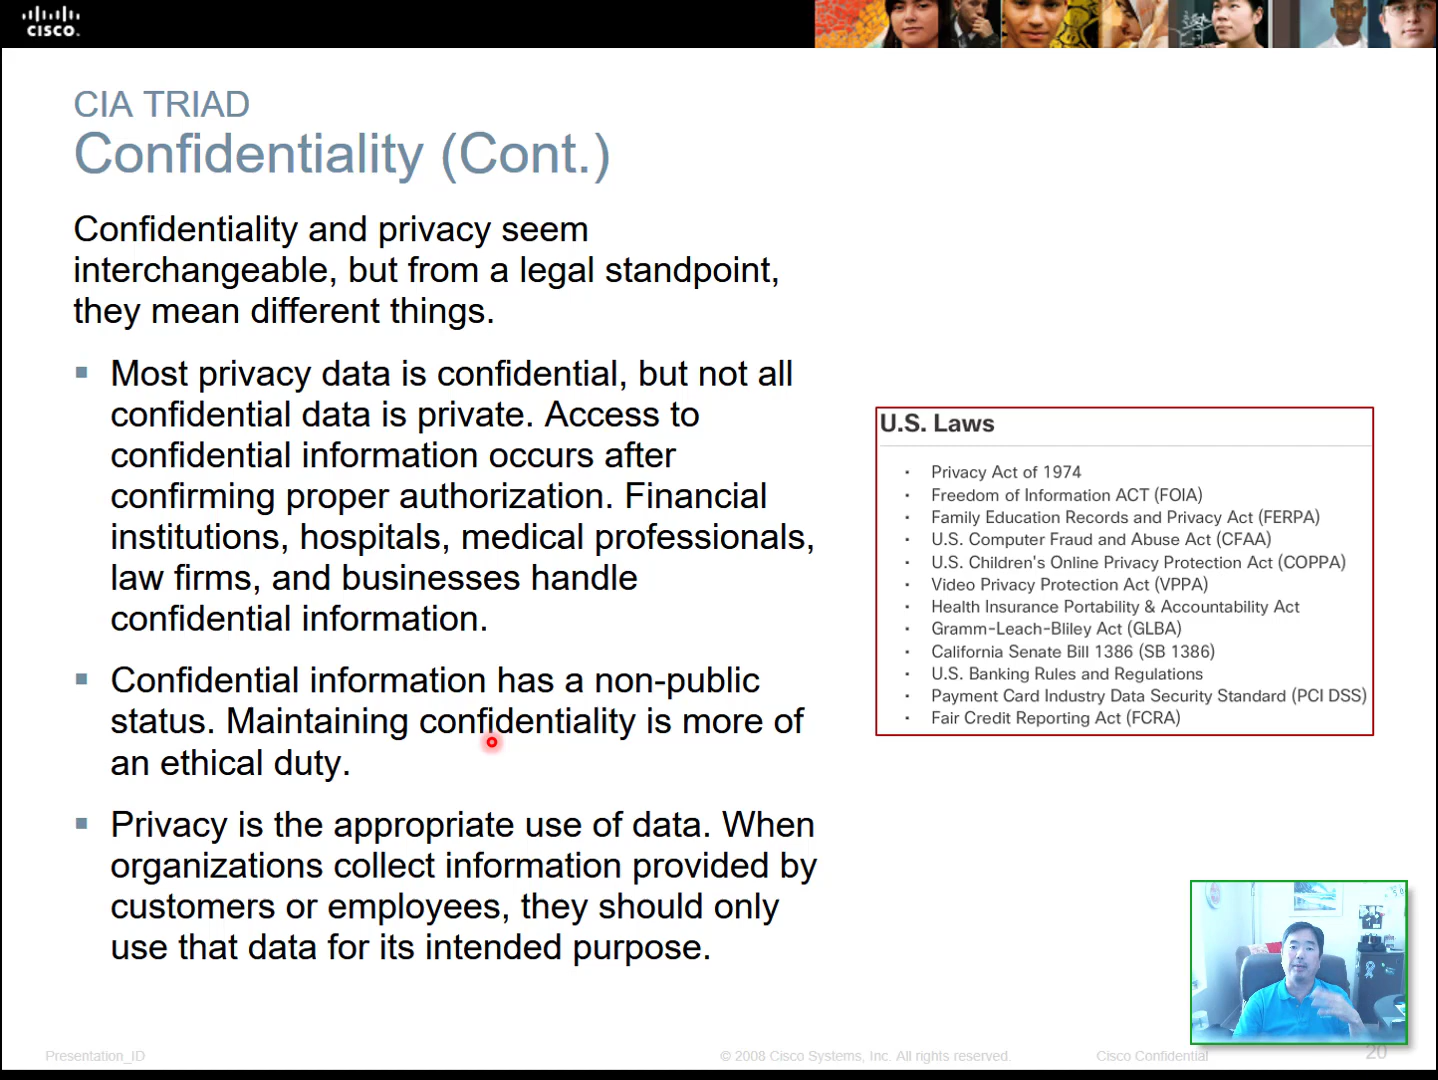 CISCO.
CIA TRIAD
Confidentiality (Cont.)
Confidentiality and privacy seem
interchangeable, but from a legal standpoint,
they mean different things.
▪ Most privacy data is confidential, but not all
confidential data is private. Access to
confidential information occurs after
confirming proper authorization. Financial
institutions, hospitals, medical professionals,
law firms, and businesses handle
confidential information.
▪ Confidential information has a non-public
status. Maintaining confidentiality is more of
an ethical duty.
▪ Privacy is the appropriate use of data. When
organizations collect information provided by
customers or employees, they should only
use that data for its intended purpose.
U.S. Laws
• Privacy Act of 1974
• Freedom of Information ACT (FOIA)
• Family Education Records and Privacy Act (FERPA)
• U.S. Computer Fraud and Abuse Act (CFAA)
• U.S. Children's Online Privacy Protection Act (COPPA)
• Video Privacy Protection Act (VPPA)
• Health Insurance Portability & Accountability Act
• Gramm-Leach-Bliley Act (GLBA)
• California Senate Bill 1386 (SB 1386)
• U.S. Banking Rules and Regulations
• Payment Card Industry Data Security Standard (PCI DSS)
• Fair Credit Reporting Act (FCRA)
Presentation_ID
© 2008 Cisco Systems, Inc. All rights reserved.
Cisco Confidential
20